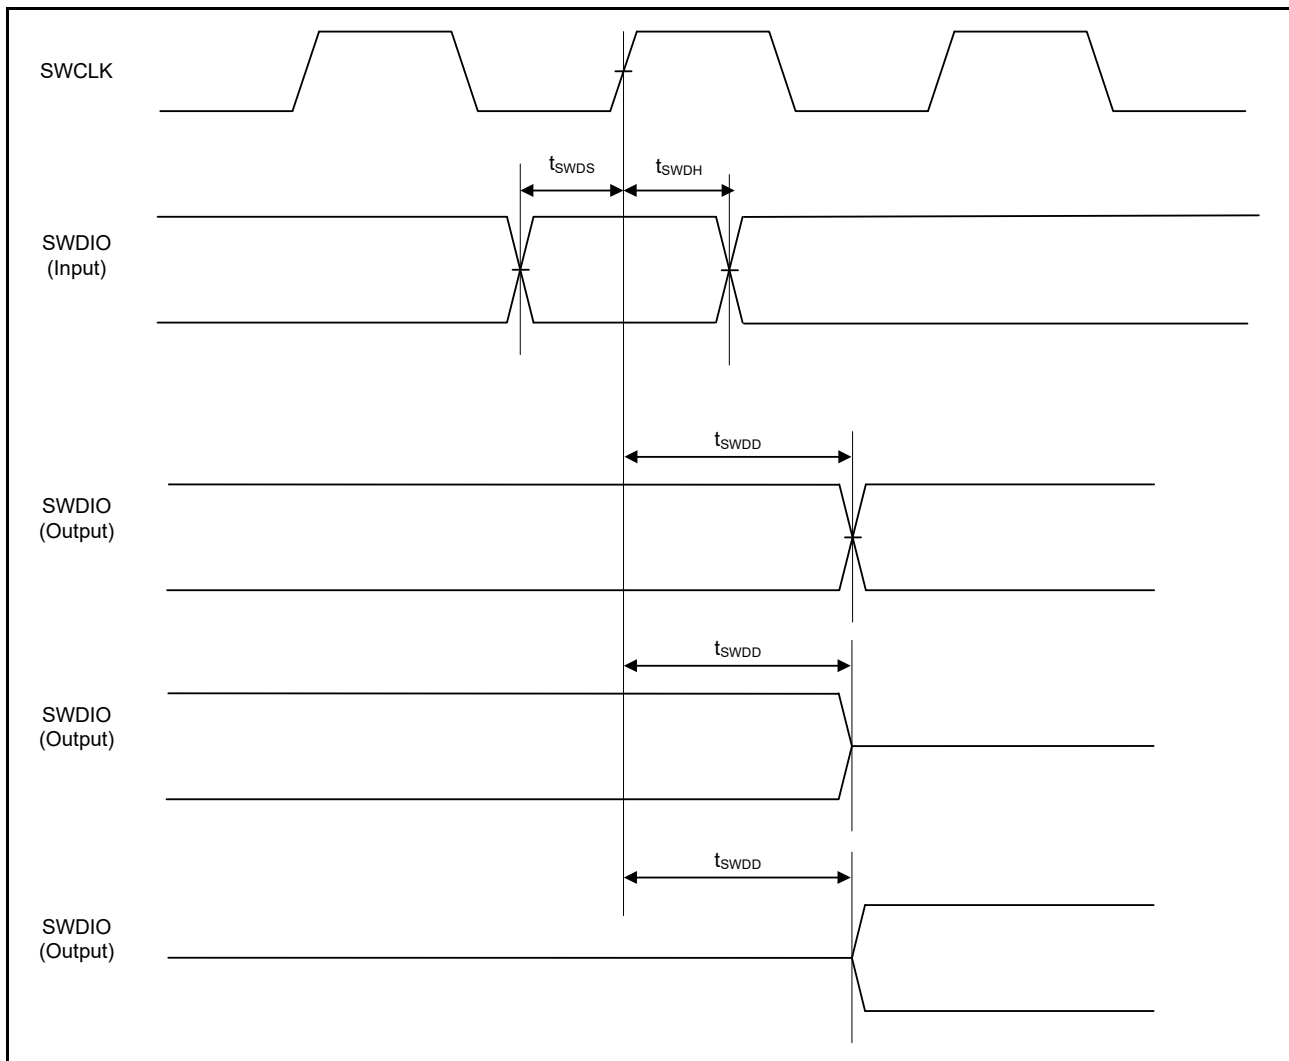 SWCLK
tSWDS
tSWDH
SWDIO
(Input)
tSWDD
SWDIO
(Output)
tSWDD
SWDIO
(Output)
tSWDD
SWDIO
(Output)